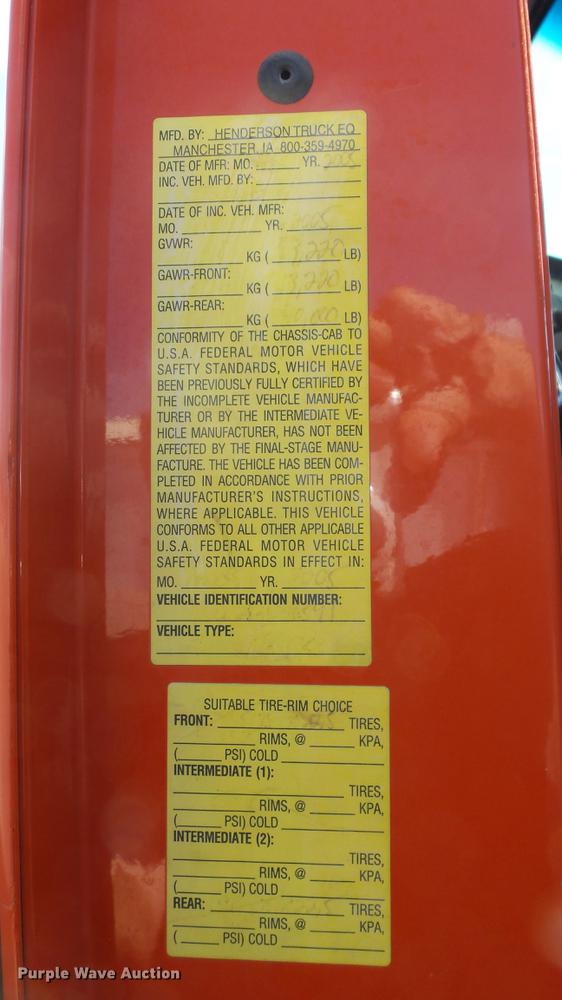 MFD. BY: HENDERSON TRUCK EQ
MANCHESTER IA 800-359-4970
DATE OF MFR: MO. YR. 2005
INC. VEH. MFD. BY:
DATE OF INC. VEH. MFR:
MO. YR. 2005
GVWR:
KG ( LB)
GAWR-FRONT:
KG ( 13,220 LB)
GAWR-REAR:
KG ( LB)
CONFORMITY OF THE CHASSIS-CAB TO
U.S.A. FEDERAL MOTOR VEHICLE
SAFETY STANDARDS, WHICH HAVE
BEEN PREVIOUSLY FULLY CERTIFIED BY
THE INCOMPLETE VEHICLE MANUFAC-
TURER OR BY THE INTERMEDIATE VE-
HICLE MANUFACTURER, HAS NOT BEEN
AFFECTED BY THE FINAL-STAGE MANU-
FACTURE. THE VEHICLE HAS BEEN COM-
PLETED IN ACCORDANCE WITH PRIOR
MANUFACTURER'S INSTRUCTIONS,
WHERE APPLICABLE. THIS VEHICLE
CONFORMS TO ALL OTHER APPLICABLE
U.S.A. FEDERAL MOTOR VEHICLE
SAFETY STANDARDS IN EFFECT IN:
MO. YR. 2005
VEHICLE IDENTIFICATION NUMBER:
VEHICLE TYPE:
SUITABLE TIRE-RIM CHOICE
FRONT: TIRES,
RIMS, @ KPA,
( PSI) COLD
INTERMEDIATE (1):
TIRES,
RIMS, @ KPA,
( PSI) COLD
INTERMEDIATE (2):
TIRES,
RIMS, @ KPA,
( PSI) COLD
REAR: TIRES,
RIMS, @ KPA,
( PSI) COLD
Purple Wave Auction